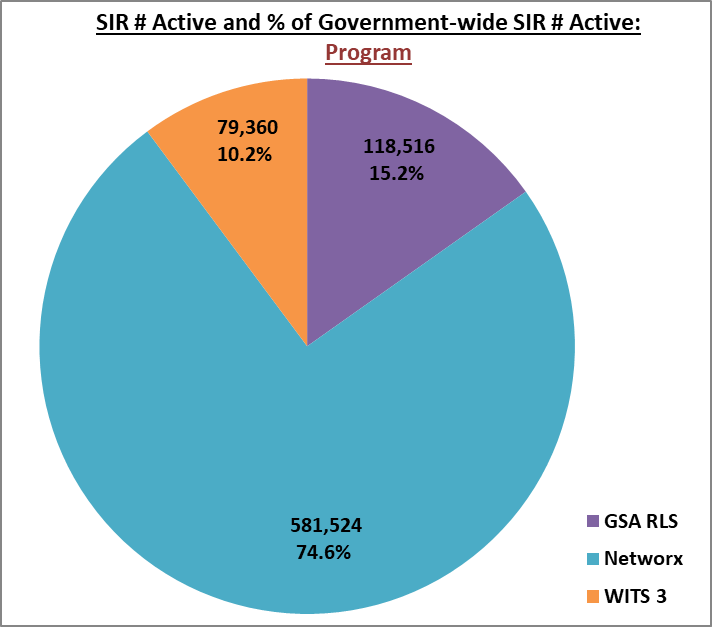 SIR # Active and % of Government-wide SIR # Active:
Program
79,360
10.2%
118,516
15.2%
581,524
74.6%
GSA RLS
Networx
WITS 3